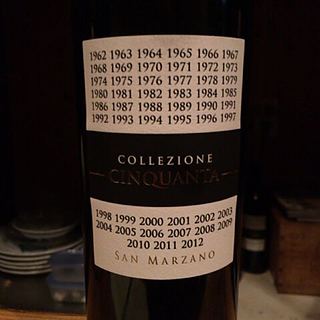 1962 1963 1964 1965 1966 1967
1968 1969 1970 1971 1972 1973
1974 1975 1976 1977 1978 1979
1980 1981 1982 1983 1984 1985
1986 1987 1988 1989 1990 1991
1992 1993 1994 1995 1996 1997
COLLEZIONE
CINQUANTA
1998 1999 2000 2001 2002 2003
2004 2005 2006 2007 2008 2009
2010 2011 2012
SAN MARZANO